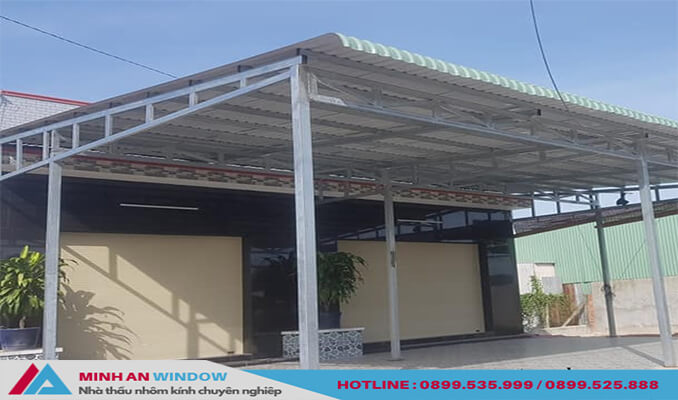 MINH AN WINDOW
Nhà thầu nhôm kính chuyên nghiệp
HOTLINE : 0899.535.999 / 0899.525.888